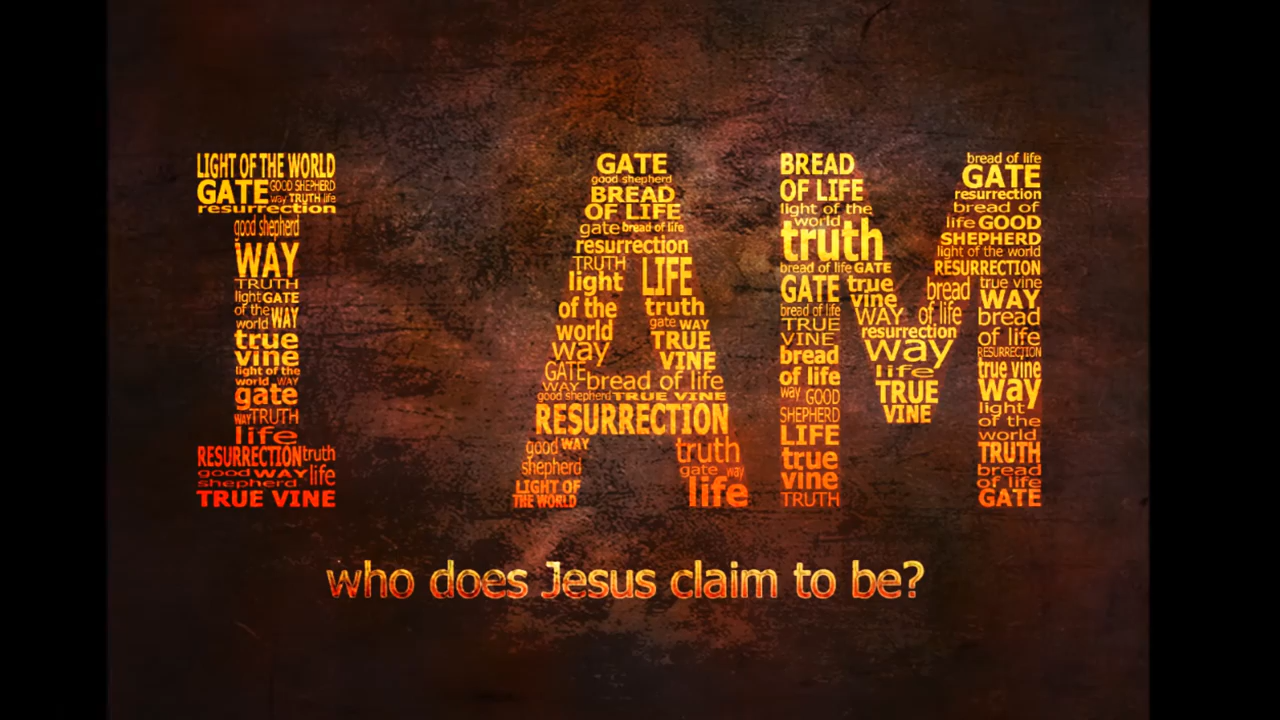 LIGHT OF THE WORLD
GATE GOOD SHEPHERD
way TRUTH life
resurrection
good shepherd
WAY
TRUTH
light GATE
of the
world WAY
true
vine
light of the
world WAY
gate
WAY TRUTH
life
RESURRECTION truth
good WAY life
shepherd
TRUE VINE
GATE
good shepherd
BREAD
OF LIFE
gate bread of life
resurrection
TRUTH LIFE
light
of the truth
world gate WAY
way TRUE
VINE
GATE
WAY bread of life
good shepherd TRUE VINE
RESURRECTION
good WAY truth
shepherd gate way
LIGHT OF life
THE WORLD
BREAD bread of life
OF LIFE GATE
light of the resurrection
world bread of
truth life GOOD
SHEPHERD
light of the world
bread of life GATE RESURRECTION
GATE true bread true vine
vine of life WAY
bread of life WAY bread
TRUE resurrection of life
VINE way RESURRECTION
bread life true vine
of life TRUE way
way GOOD VINE light
SHEPHERD of the
LIFE world
true TRUTH
vine bread
of life
TRUTH GATE
who does Jesus claim to be?